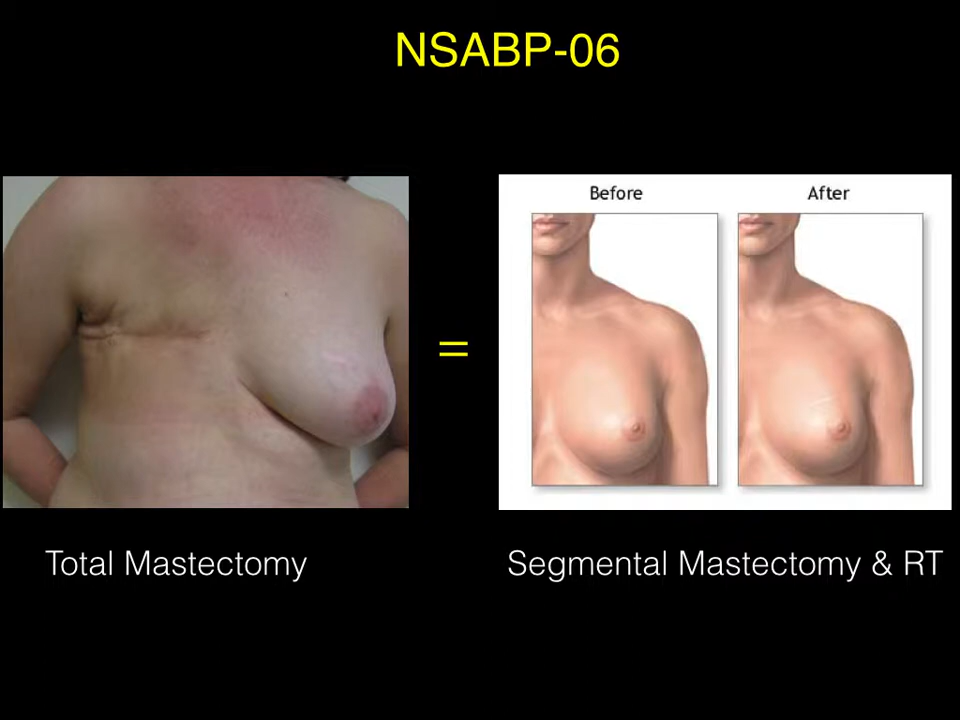 NSABP-06
Before
After
=
Total Mastectomy
Segmental Mastectomy & RT